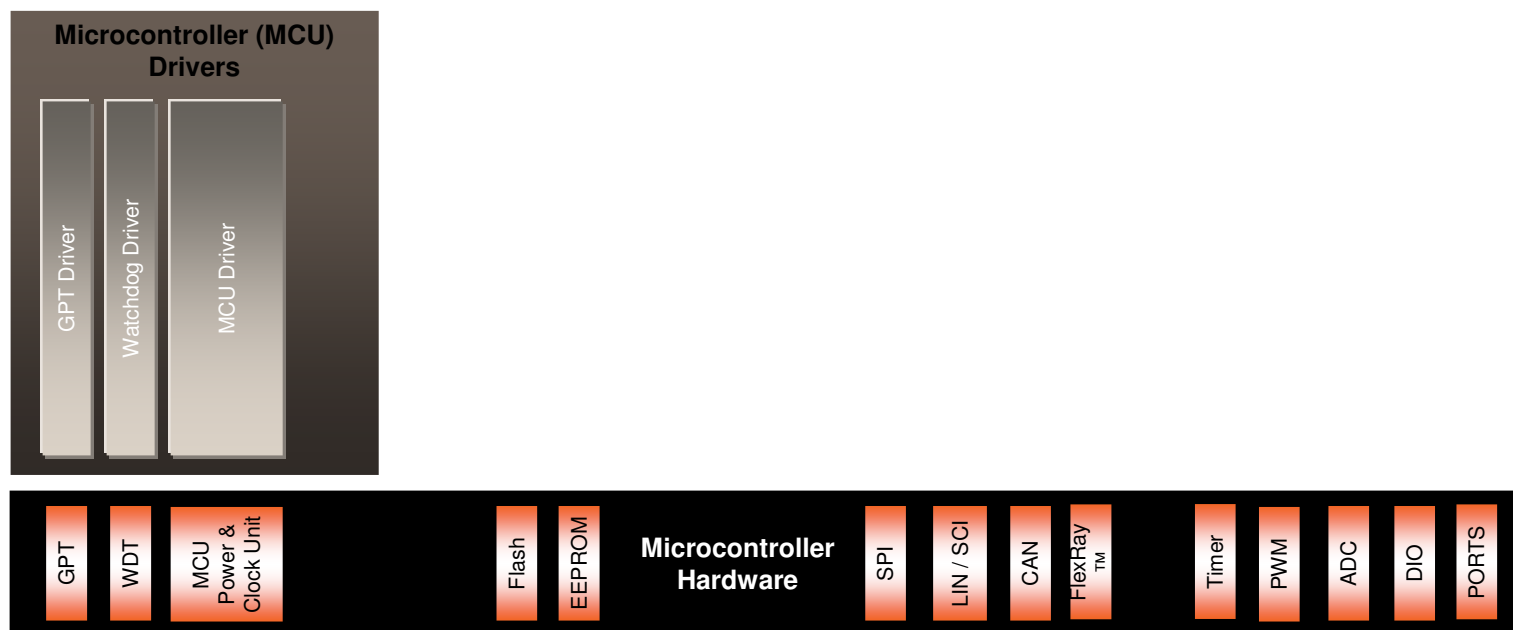 Microcontroller (MCU)
Drivers
GPT Driver
Watchdog Driver
MCU Driver
GPT
WDT
MCU
Power &
Clock Unit
Flash
EEPROM
Microcontroller
Hardware
SPI
LIN / SCI
CAN
FlexRay
TM
Timer
PWM
ADC
DIO
PORTS